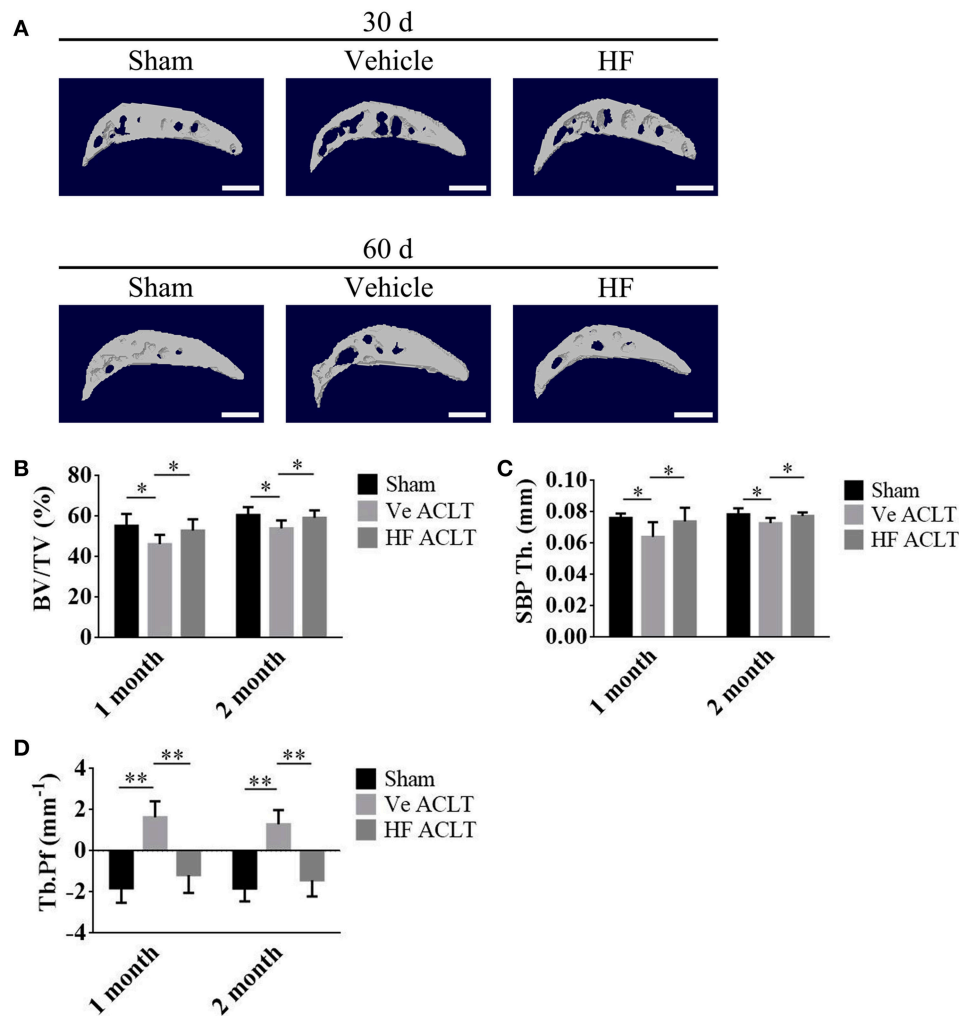 A
30 d
Sham Vehicle HF
60 d
Sham Vehicle HF
B
BV/TV (%)
80
60
40
20
0
* * * *
1 month
2 month
Sham
Ve ACLT
HF ACLT
C
SBP Th. (mm)
0.10
0.08
0.06
0.04
0.02
0.00
* * * *
1 month
2 month
Sham
Ve ACLT
HF ACLT
D
Tb.Pf (mm⁻¹)
4
2
0
-2
-4
** ** ** **
1 month
2 month
Sham
Ve ACLT
HF ACLT